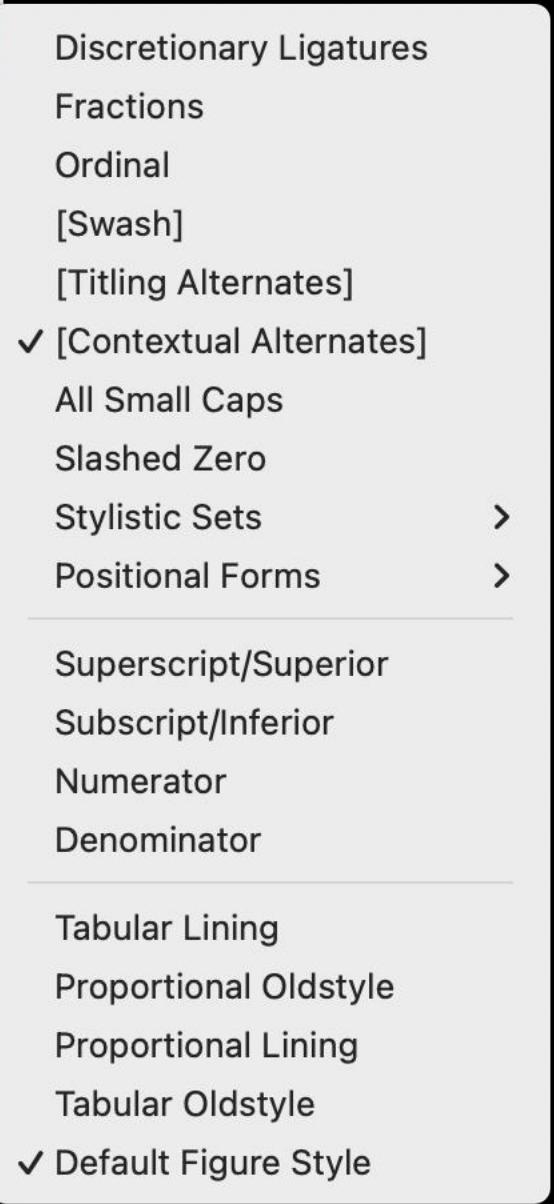 Discretionary Ligatures
Fractions
Ordinal
[Swash]
[Titling Alternates]
✓ [Contextual Alternates]
All Small Caps
Slashed Zero
Stylistic Sets >
Positional Forms >
Superscript/Superior
Subscript/Inferior
Numerator
Denominator
Tabular Lining
Proportional Oldstyle
Proportional Lining
Tabular Oldstyle
✓ Default Figure Style